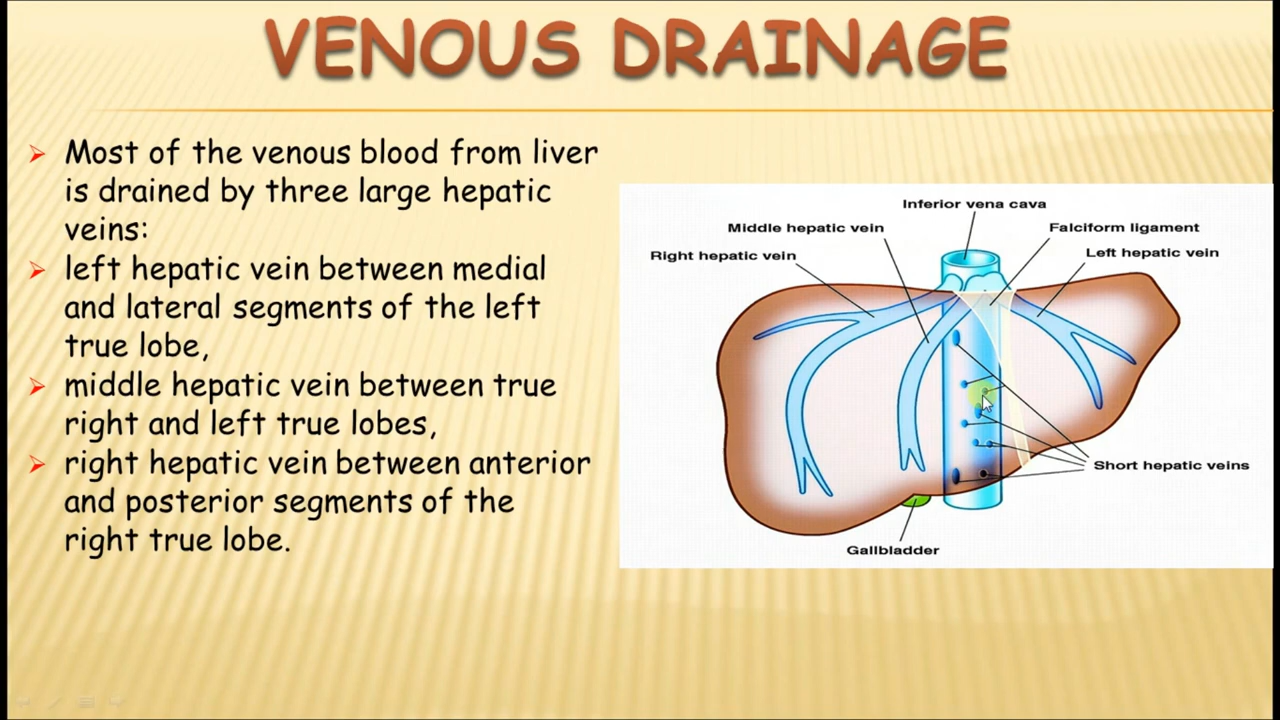 VENOUS DRAINAGE
Most of the venous blood from liver
is drained by three large hepatic
veins:
left hepatic vein between medial
and lateral segments of the left
true lobe,
middle hepatic vein between true
right and left true lobes,
right hepatic vein between anterior
and posterior segments of the
right true lobe.
Inferior vena cava
Middle hepatic vein
Falciform ligament
Right hepatic vein
Left hepatic vein
Short hepatic veins
Gallbladder